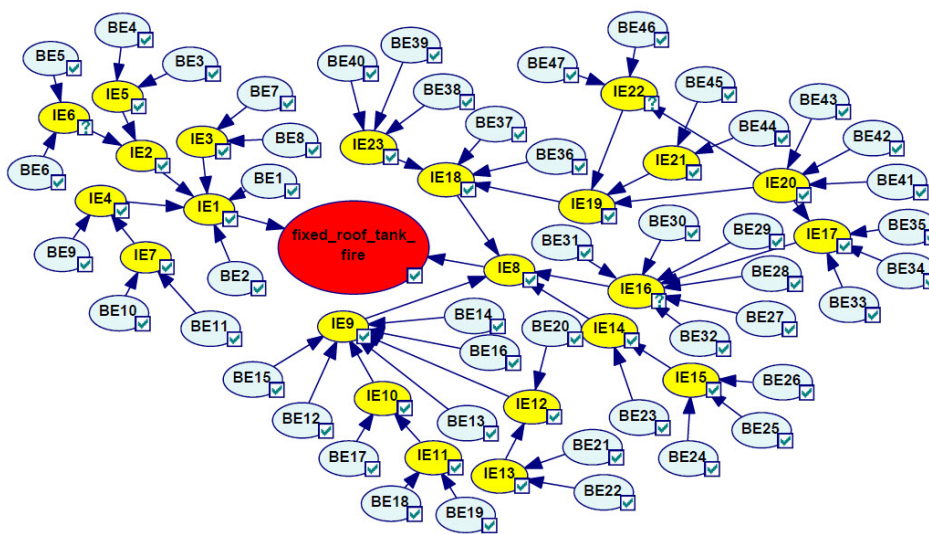 BE46
BE4
BE39
BE5
BE40
BE47
BE3
BE45
IE22
BE7
BE38
IE5
BE43
IE6
BE37
BE44
BE42
IE3
BE8
IE23
IE2
BE36
IE21
BE6
IE18
BE41
BE1
IE20
IE4
IE1
IE19
BE30
BE35
fixed_roof_tank_
fire
BE29
IE17
BE31
BE9
IE7
BE2
IE8
BE28
BE34
IE16
BE33
BE10
BE14
BE27
BE11
IE9
BE20
IE14
BE32
BE16
BE15
IE15
BE26
IE10
IE12
BE12
BE13
BE23
BE25
BE17
IE11
BE21
BE24
IE13
BE22
BE18
BE19